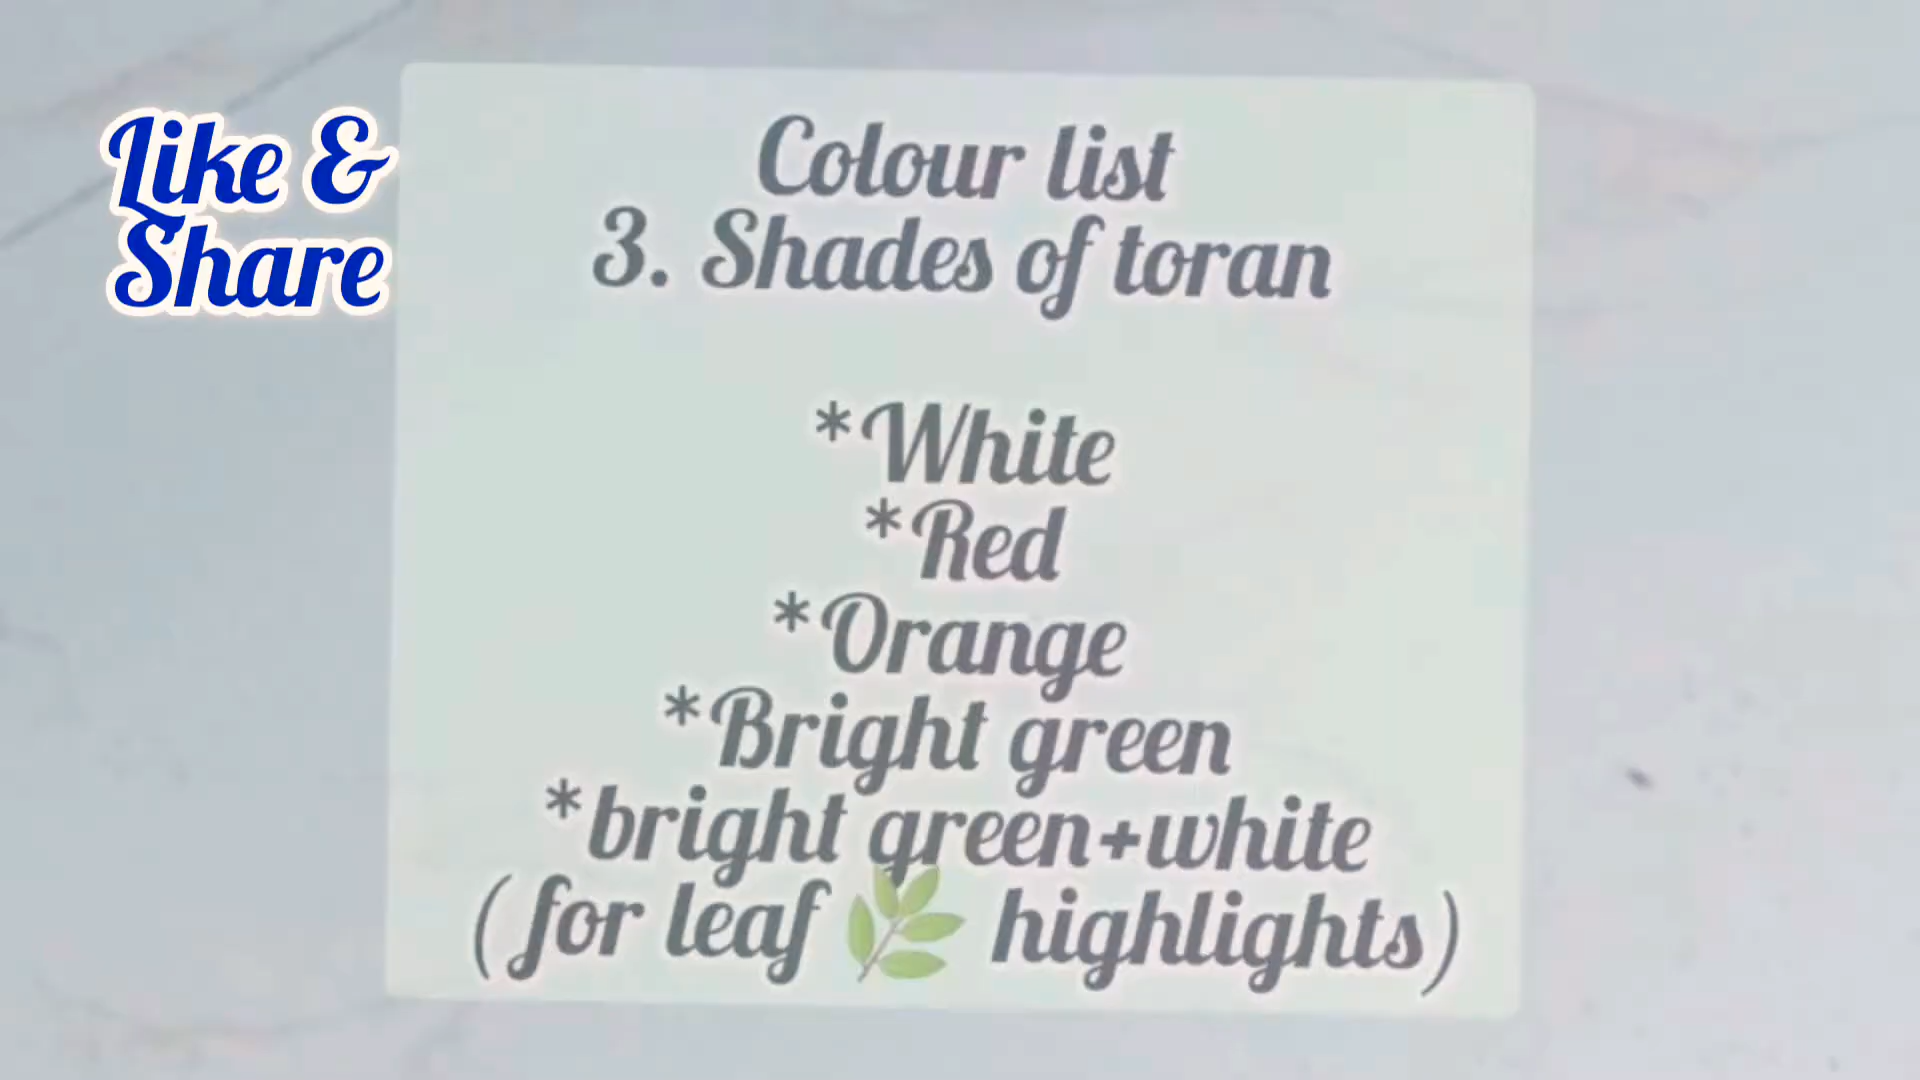 Like &
Share
Colour list
3. Shades of toran
*White
*Red
*Orange
*Bright green
*bright green+white
(for leaf 🌿 highlights)